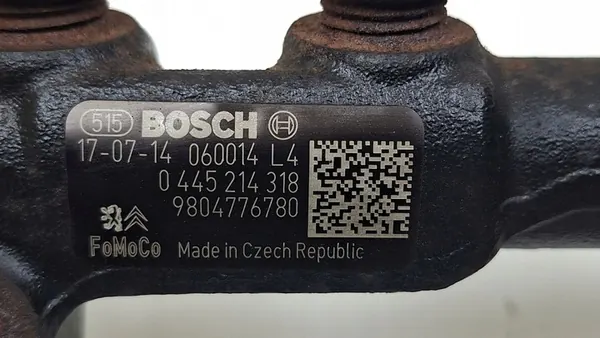 515 BOSCH
17-07-14 060014 L4
0 445 214 318
9804776780
FoMoCo Made in Czech Republic